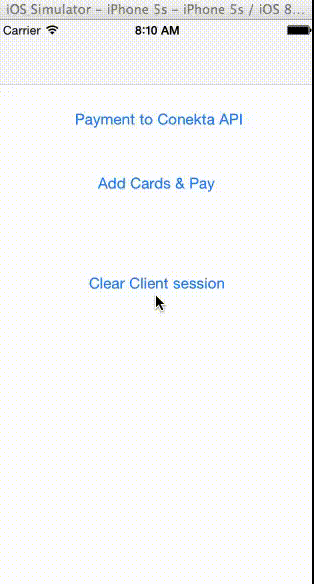 iOS Simulator - iPhone 5s - iPhone 5s / iOS 8...
Carrier 8:10 AM
Payment to Conekta API
Add Cards & Pay
Clear Client session